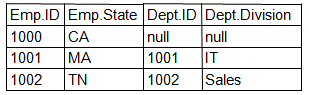 Emp.ID Emp.State Dept.ID Dept.Division
1000 CA null null
1001 MA 1001 IT
1002 TN 1002 Sales